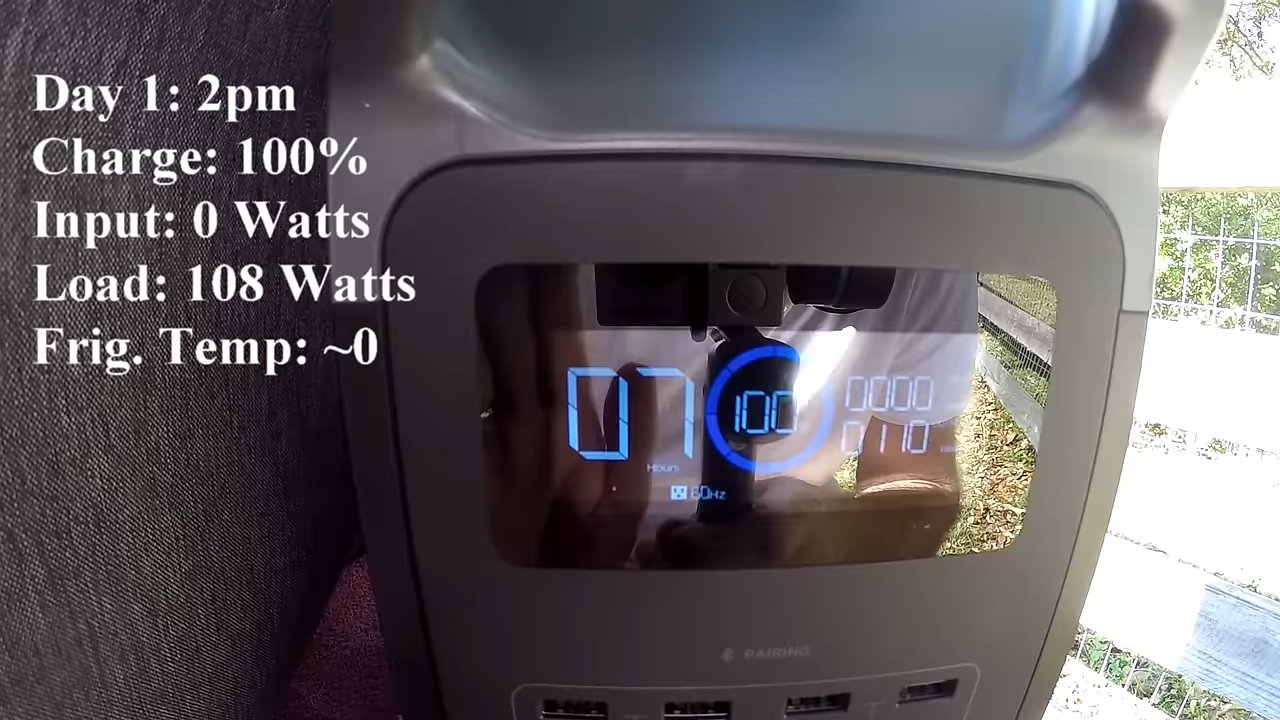 Day 1: 2pm
Charge: 100%
Input: 0 Watts
Load: 108 Watts
Frig. Temp: ~0
07
Hours
100
0000
0110
60Hz
PAIRING